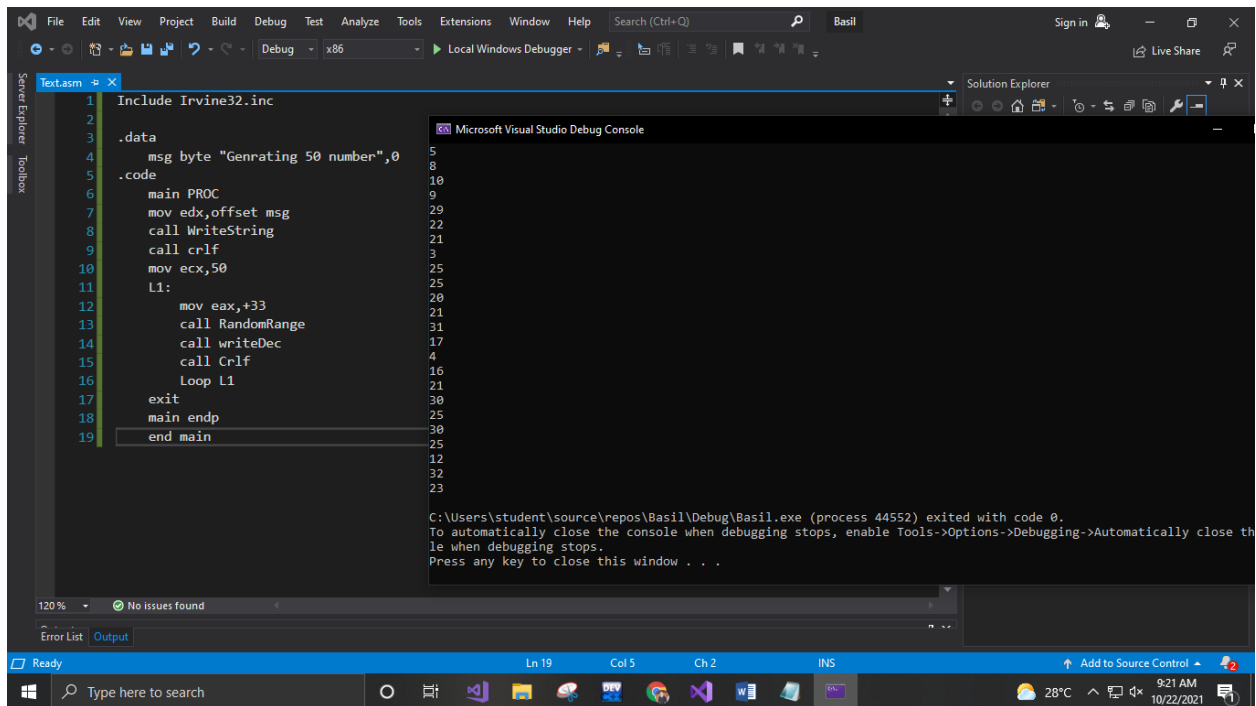 File Edit View Project Build Debug Test Analyze Tools Extensions Window Help Search (Ctrl+Q) Basil Sign in
Debug x86 Local Windows Debugger Live Share
Server Explorer
Toolbox
Text.asm
1 Include Irvine32.inc
2
3 .data
4 msg byte "Genrating 50 number",0
5 .code
6 main PROC
7 mov edx,offset msg
8 call WriteString
9 call crlf
10 mov ecx,50
11 L1:
12 mov eax,+33
13 call RandomRange
14 call writeDec
15 call Crlf
16 Loop L1
17 exit
18 main endp
19 end main
Solution Explorer
Microsoft Visual Studio Debug Console
5
8
10
9
29
22
21
3
25
25
20
21
31
17
4
16
21
30
25
30
25
12
32
23
C:\Users\student\source\repos\Basil\Debug\Basil.exe (process 44552) exited with code 0.
To automatically close the console when debugging stops, enable Tools->Options->Debugging->Automatically close th
le when debugging stops.
Press any key to close this window . . .
120 % No issues found
Error List Output
Ready Ln 19 Col 5 Ch 2 INS Add to Source Control 2
Type here to search DEV 28°C 9:21 AM
10/22/2021 1